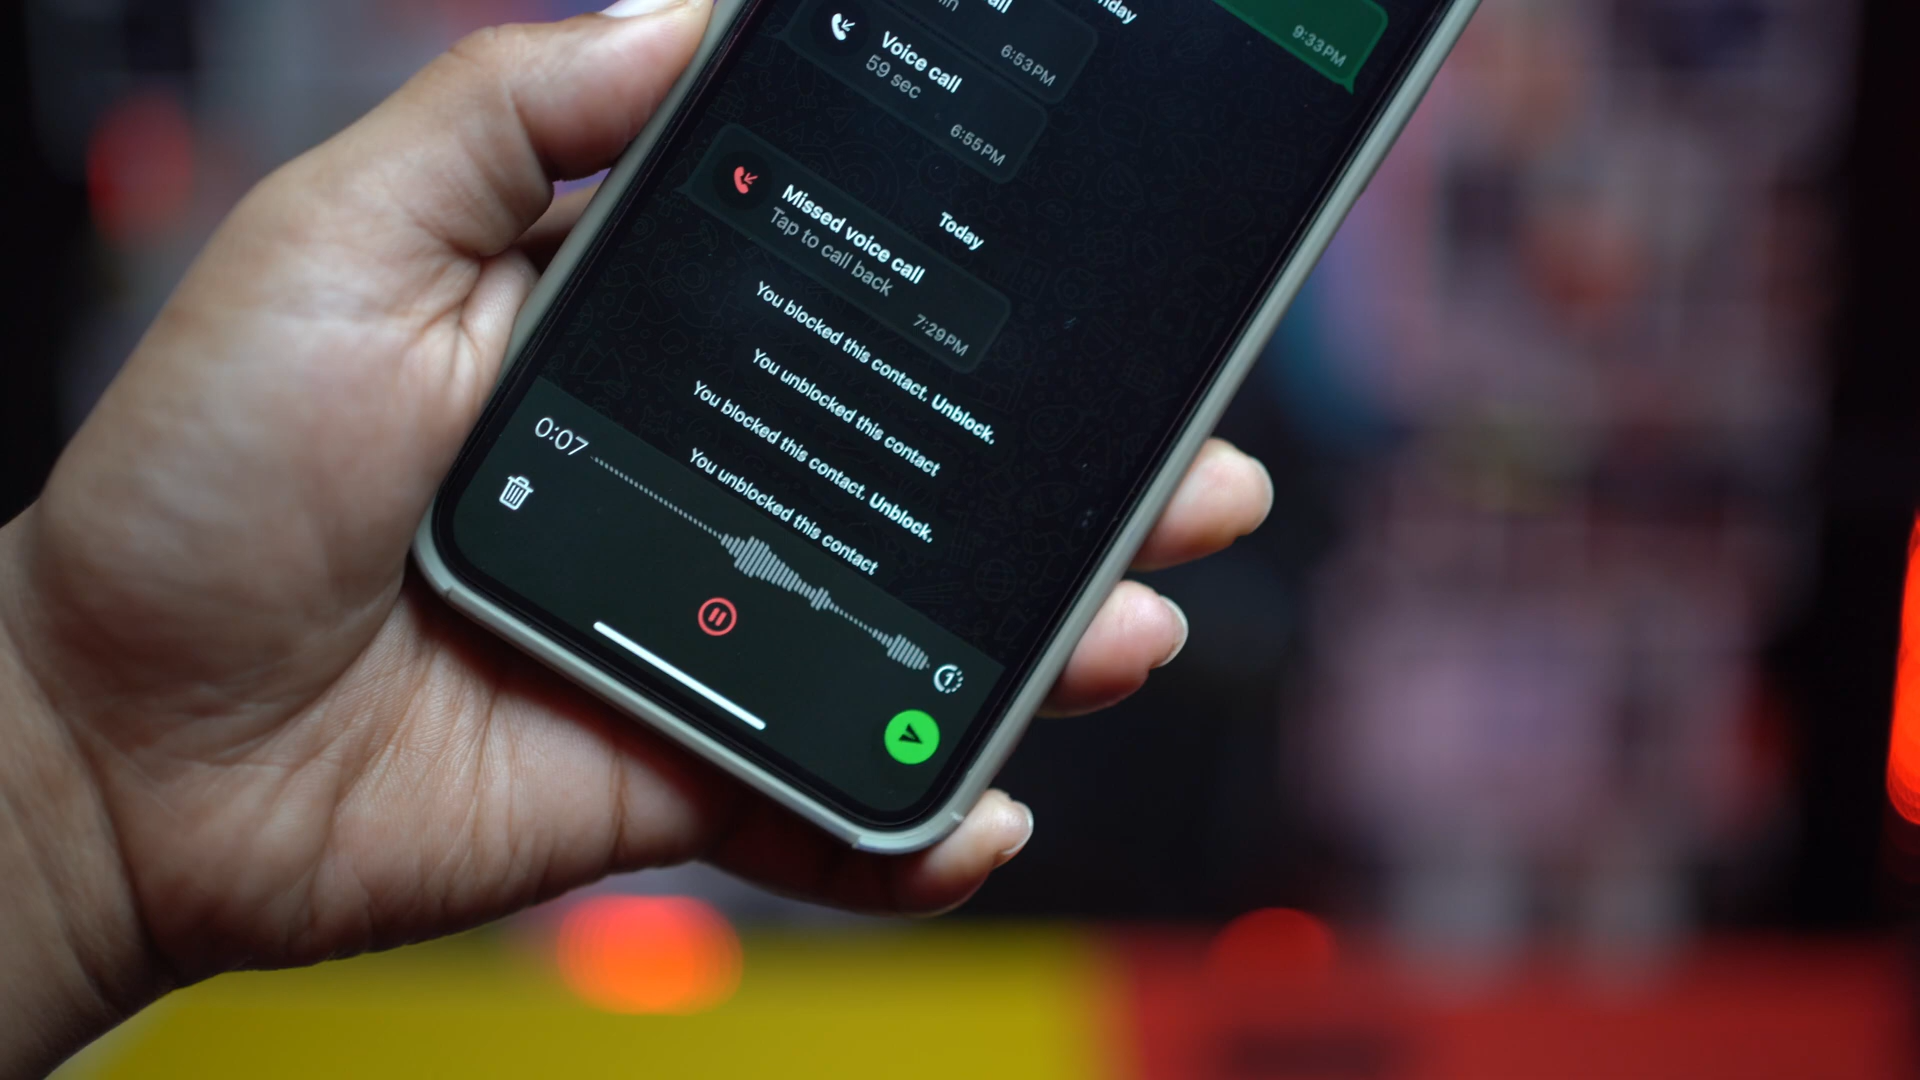 9:33 PM
6:53 PM
Voice call
59 sec
6:55 PM
Today
Missed voice call
Tap to call back
7:29 PM
You blocked this contact. Unblock.
You unblocked this contact
You blocked this contact. Unblock.
You unblocked this contact
0:07
1